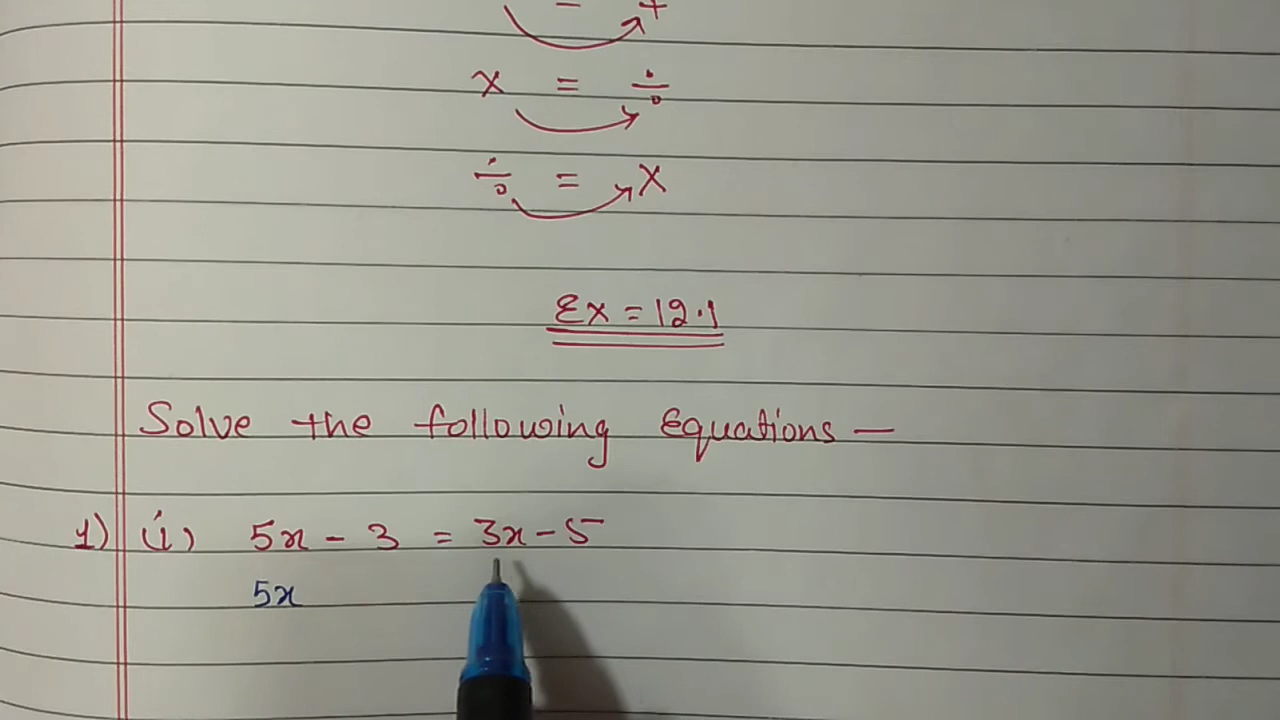 − +
x = ÷
÷ = x
Ex = 12.1
Solve the following Equations —
1) (i) 5x - 3 = 3x - 5
5x